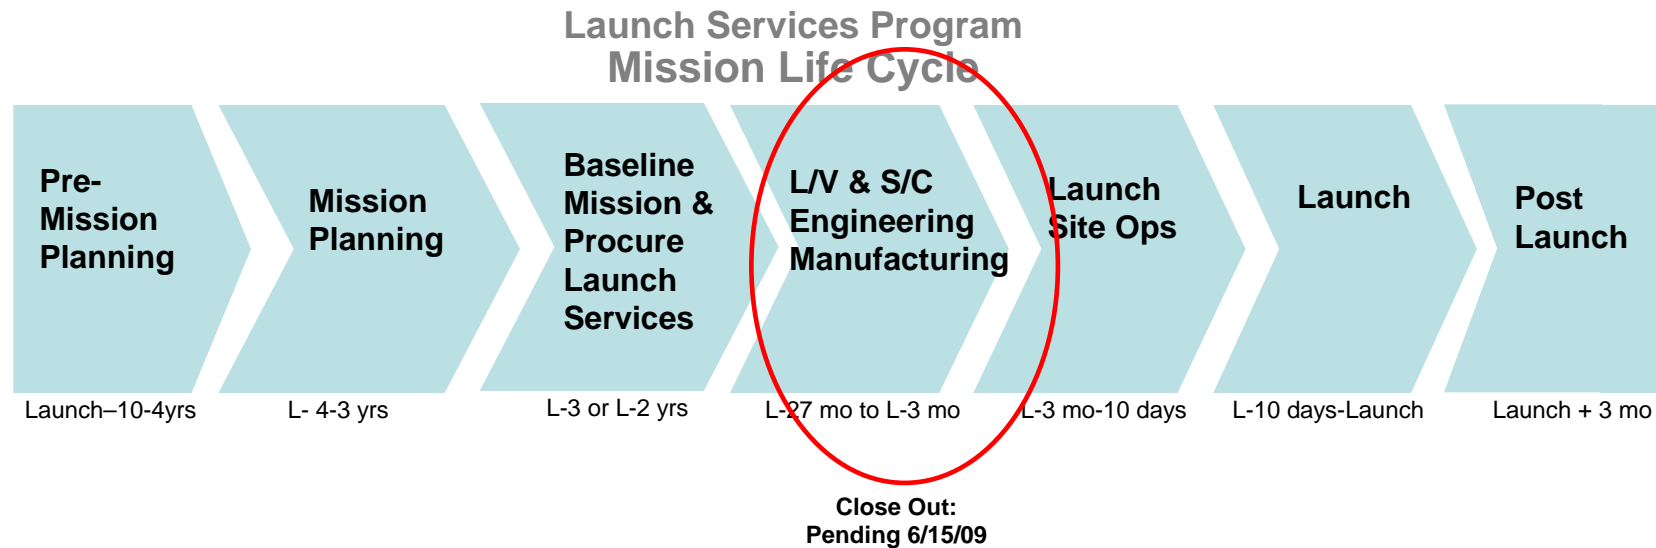 Launch Services Program
Mission Life Cycle
Pre-
Mission
Planning
Mission
Planning
Baseline
Mission &
Procure
Launch
Services
L/V & S/C
Engineering
Manufacturing
Launch
Site Ops
Launch
Post
Launch
Launch–10-4yrs
L- 4-3 yrs
L-3 or L-2 yrs
L-27 mo to L-3 mo
L-3 mo-10 days
L-10 days-Launch
Launch + 3 mo
Close Out:
Pending 6/15/09